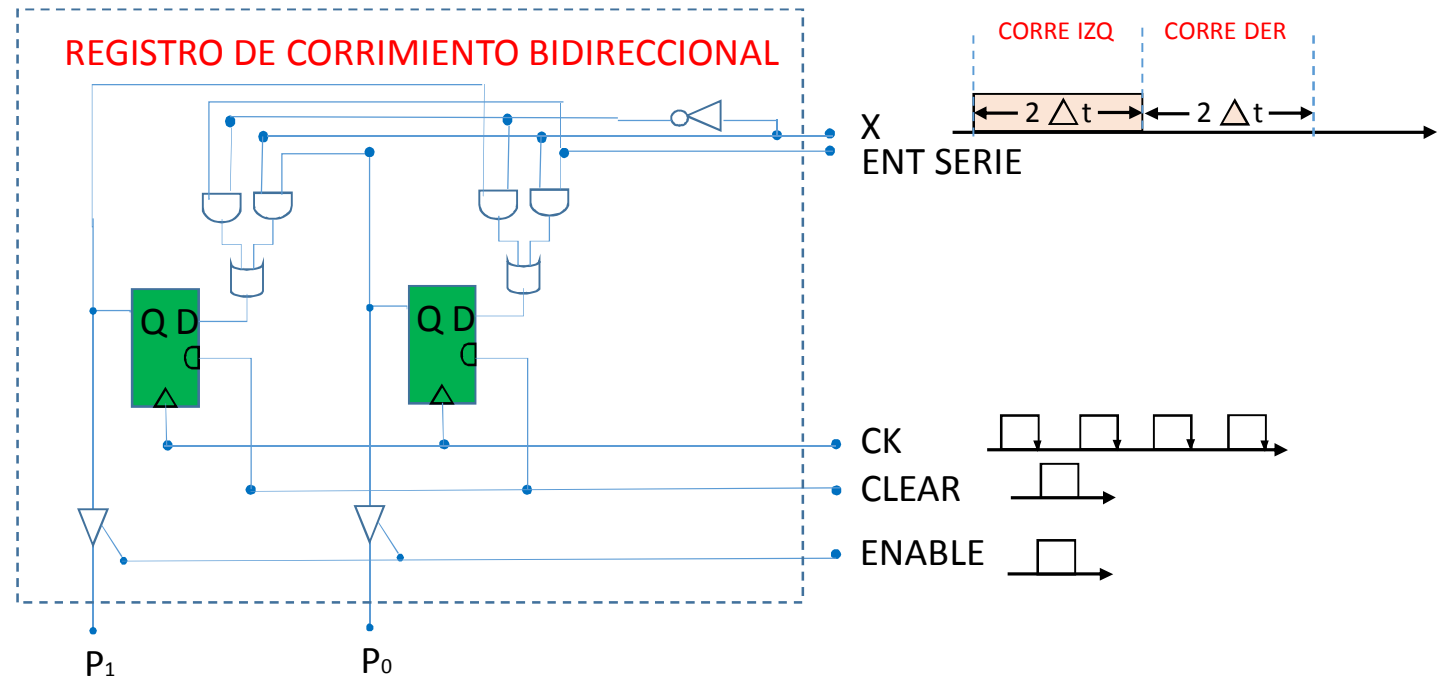 REGISTRO DE CORRIMIENTO BIDIRECCIONAL
CORRE IZQ
CORRE DER
2 △ t
2 △ t
X
ENT SERIE
Q D
Q D
CK
CLEAR
ENABLE
P1
P0